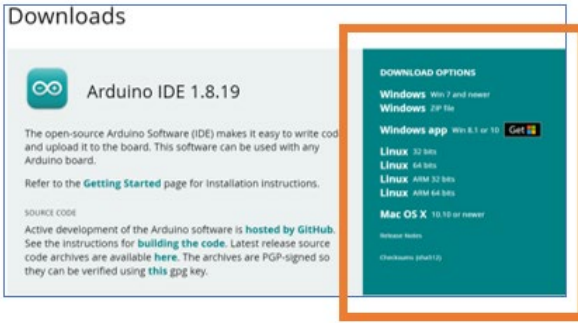 Downloads
Arduino IDE 1.8.19
The open-source Arduino Software (IDE) makes it easy to write cod
and upload it to the board. This software can be used with any
Arduino board.
Refer to the Getting Started page for Installation instructions.
SOURCE CODE
Active development of the Arduino software is hosted by GitHub.
See the instructions for building the code. Latest release source
code archives are available here. The archives are PGP-signed so
they can be verified using this gpg key.
DOWNLOAD OPTIONS
Windows Win 7 and newer
Windows ZIP file
Windows app Win 8.1 or 10 Get
Linux 32 bits
Linux 64 bits
Linux ARM 32 bits
Linux ARM 64 bits
Mac OS X 10.10 or newer
Release Notes
Checksums (sha512)